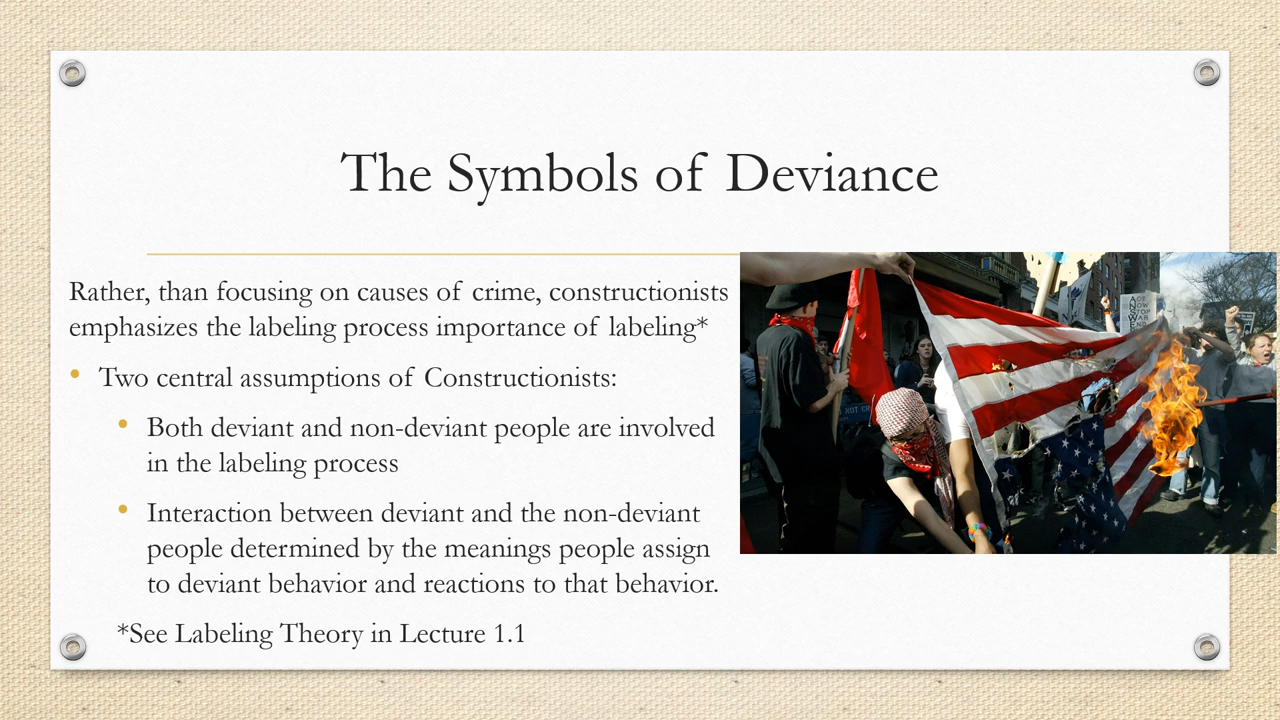 The Symbols of Deviance
Rather, than focusing on causes of crime, constructionists
emphasizes the labeling process importance of labeling*
• Two central assumptions of Constructionists:
• Both deviant and non-deviant people are involved
in the labeling process
• Interaction between deviant and the non-deviant
people determined by the meanings people assign
to deviant behavior and reactions to that behavior.
*See Labeling Theory in Lecture 1.1